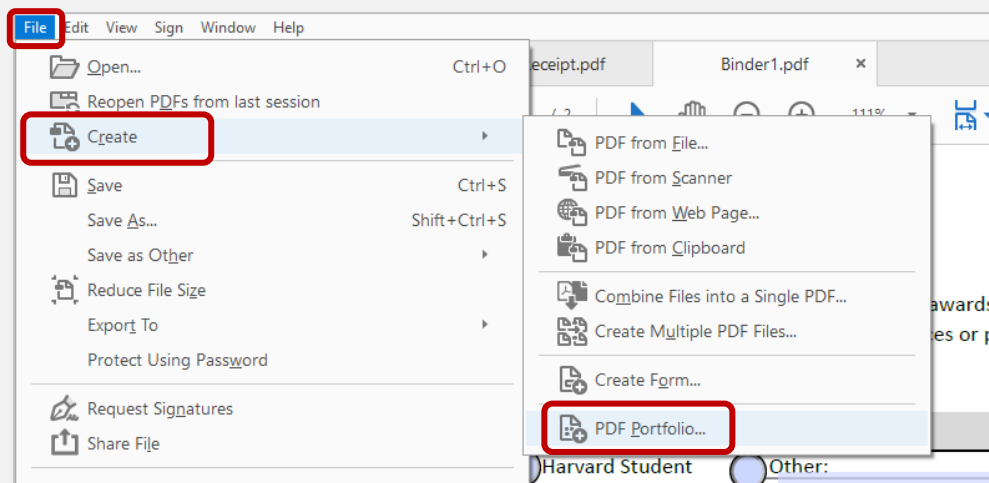 File Edit View Sign Window Help
Open... Ctrl+O
Reopen PDFs from last session
Create
Save Ctrl+S
Save As... Shift+Ctrl+S
Save as Other
Reduce File Size
Export To
Protect Using Password
Request Signatures
Share File
eceipt.pdf Binder1.pdf ×
111%
PDF from File...
PDF from Scanner
PDF from Web Page...
PDF from Clipboard
Combine Files into a Single PDF...
Create Multiple PDF Files...
Create Form...
PDF Portfolio...
awards
es or p
Harvard Student Other: